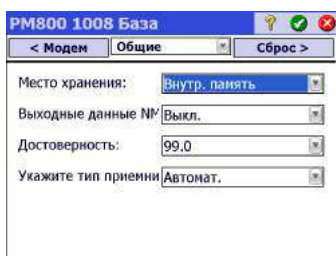 PM800 1008 База
< Модем Общие Сброс >
Место хранения: Внутр. память
Выходные данные NM Выкл.
Достоверность: 99.0
Укажите тип приемни Автомат.